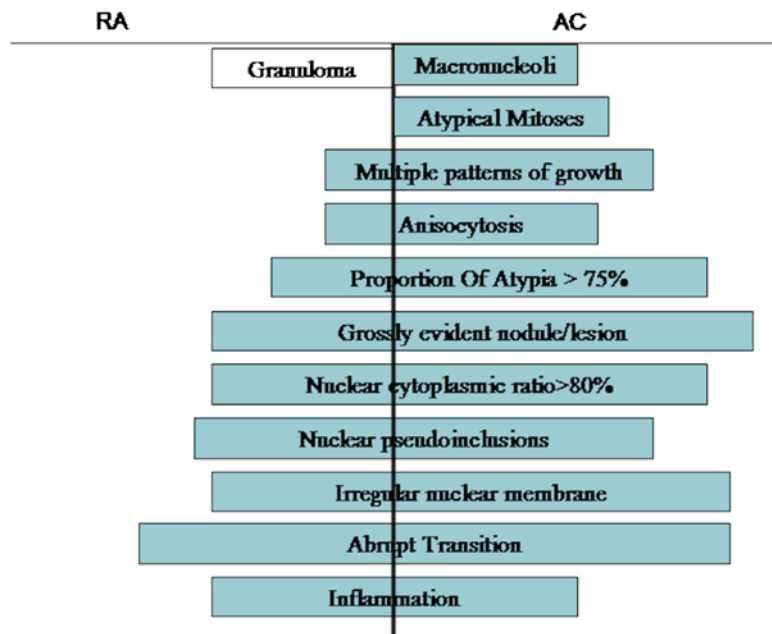 RA AC
Granuloma Macronucleoli
Atypical Mitoses
Multiple patterns of growth
Anisocytosis
Proportion Of Atypia > 75%
Grossly evident nodule/lesion
Nuclear cytoplasmic ratio>80%
Nuclear pseudoinclusions
Irregular nuclear membrane
Abrupt Transition
Inflammation